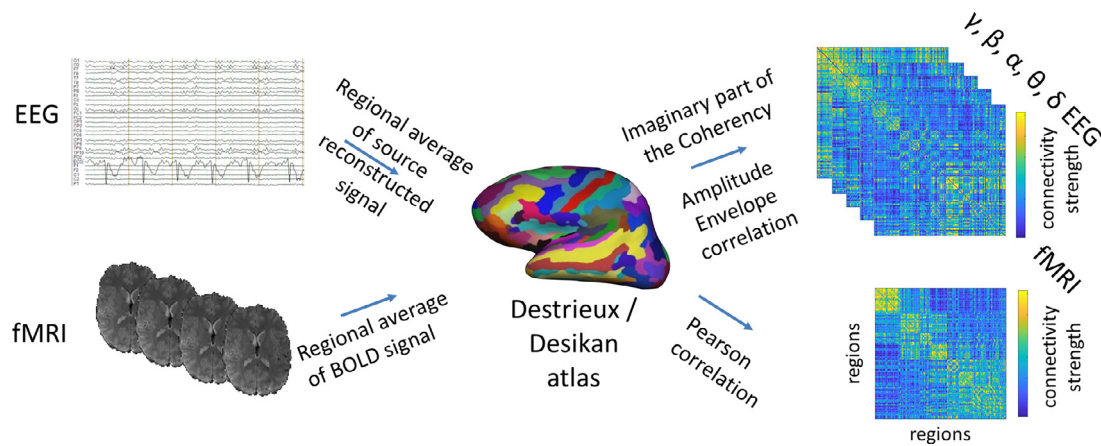 EEG
Regional average
of source
reconstructed
signal
Imaginary part of
the Coherency
Amplitude
Envelope
correlation
γ, β, α, θ, δ EEG
connectivity
strength
fMRI
Regional average
of BOLD signal
Destrieux /
Desikan
atlas
Pearson
correlation
fMRI
regions
regions
connectivity
strength